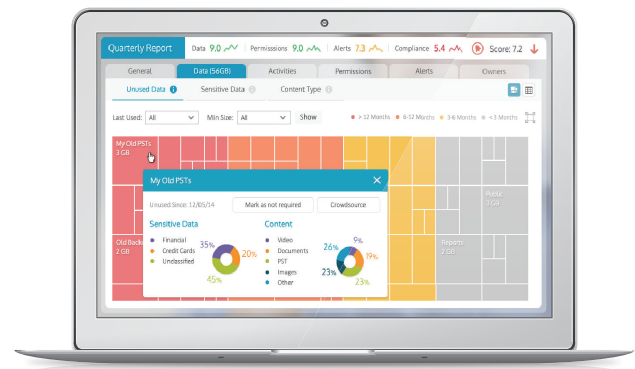 Quarterly Report Data 9.0 Permisssions 9.0 Alerts 7.3 Compliance 5.4 Score: 7.2
General Data (56GB) Activities Permissions Alerts Owners
Unused Data Sensitive Data Content Type
Last Used: All Min Size: All Show > 12 Months 6-12 Months 3-6 Months < 3 Months
My Old PSTs
3 GB
My Old PSTs
Unused Since: 12/05/14 Mark as not required Crowdsource
Sensitive Data Content
Financial
Credit Cards
Unclassified
35%
20%
45%
Video
Documents
PST
Images
Other
9%
26%
19%
23%
23%
Public
2 GB
Old Back
2 GB
Reports
2 GB